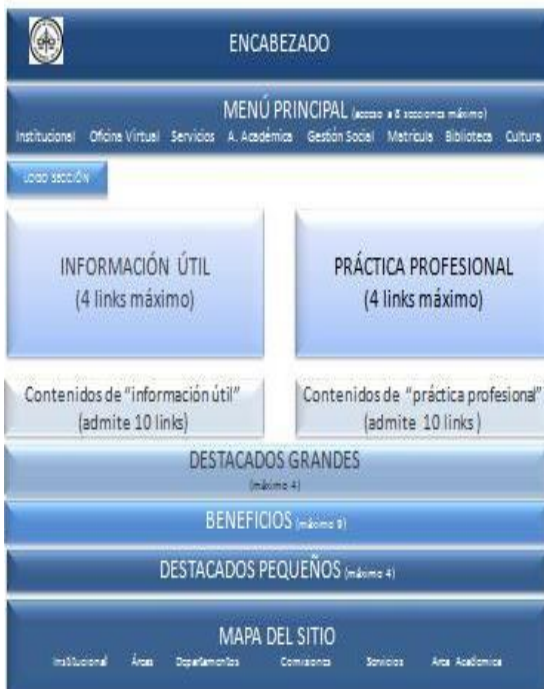 ENCABEZADO
MENÚ PRINCIPAL (acceso a 8 secciones máximo)
Institucional Oficina Virtual Servicios A. Académica Gestión Social Matrícula Biblioteca Cultura
LOGO SECCIÓN
INFORMACIÓN ÚTIL
(4 links máximo)
PRÁCTICA PROFESIONAL
(4 links máximo)
Contenidos de "información útil"
(admite 10 links)
Contenidos de "práctica profesional"
(admite 10 links)
DESTACADOS GRANDES
(máximo 4)
BENEFICIOS (máximo 9)
DESTACADOS PEQUEÑOS (máximo 4)
MAPA DEL SITIO
Institucional Áreas Departamentos Comisiones Servicios Area Academica